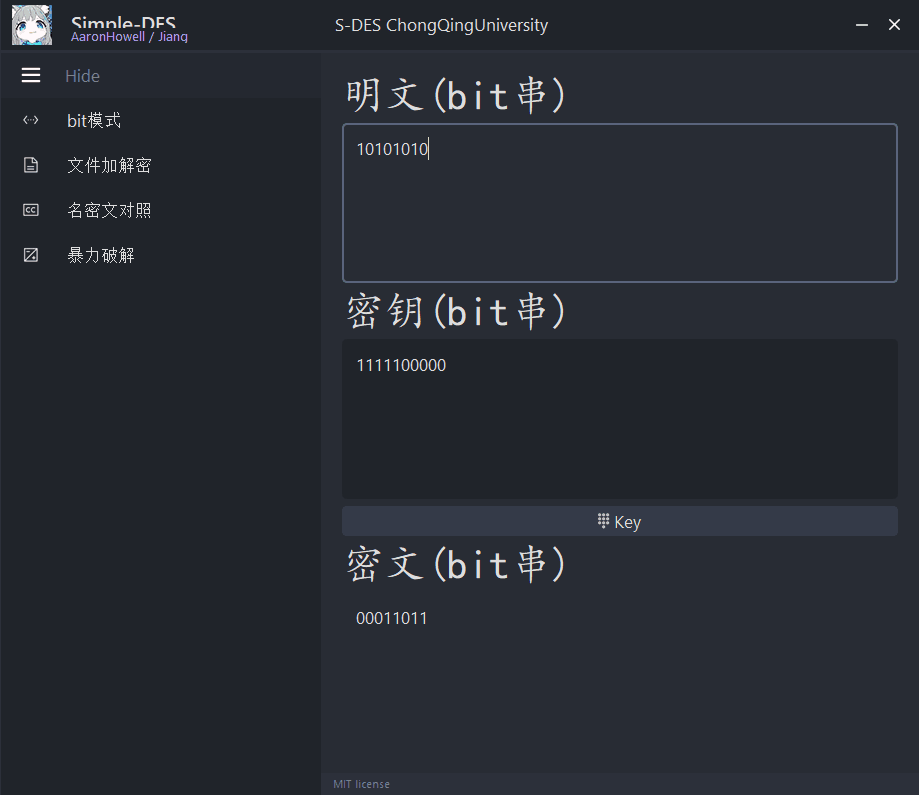 Simple-DES
AaronHowell / Jiang
S-DES ChongQingUniversity
Hide
bit模式
文件加解密
名密文对照
暴力破解
明文(bit串)
10101010
密钥(bit串)
1111100000
Key
密文(bit串)
00011011
MIT license